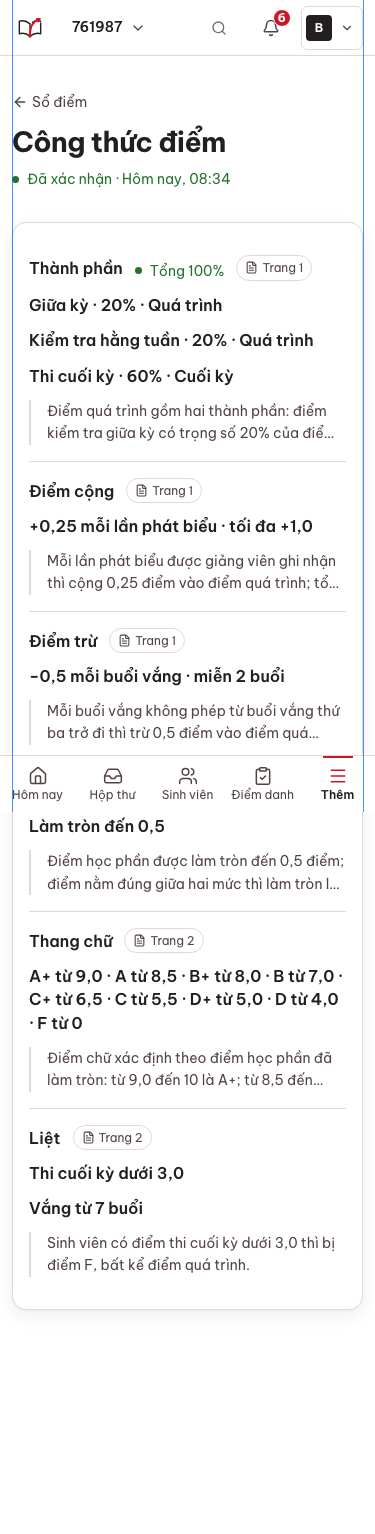 761987
6
B
Sổ điểm
Công thức điểm
Đã xác nhận · Hôm nay, 08:34
Thành phần Tổng 100% Trang 1
Giữa kỳ · 20% · Quá trình
Kiểm tra hằng tuần · 20% · Quá trình
Thi cuối kỳ · 60% · Cuối kỳ
Điểm quá trình gồm hai thành phần: điểm
kiểm tra giữa kỳ có trọng số 20% của điể…
Điểm cộng Trang 1
+0,25 mỗi lần phát biểu · tối đa +1,0
Mỗi lần phát biểu được giảng viên ghi nhận
thì cộng 0,25 điểm vào điểm quá trình; tổ…
Điểm trừ Trang 1
−0,5 mỗi buổi vắng · miễn 2 buổi
Mỗi buổi vắng không phép từ buổi vắng thứ
ba trở đi thì trừ 0,5 điểm vào điểm quá…
Hôm nay Hộp thư Sinh viên Điểm danh Thêm
Làm tròn đến 0,5
Điểm học phần được làm tròn đến 0,5 điểm;
điểm nằm đúng giữa hai mức thì làm tròn l…
Thang chữ Trang 2
A+ từ 9,0 · A từ 8,5 · B+ từ 8,0 · B từ 7,0 ·
C+ từ 6,5 · C từ 5,5 · D+ từ 5,0 · D từ 4,0
· F từ 0
Điểm chữ xác định theo điểm học phần đã
làm tròn: từ 9,0 đến 10 là A+; từ 8,5 đến…
Liệt Trang 2
Thi cuối kỳ dưới 3,0
Vắng từ 7 buổi
Sinh viên có điểm thi cuối kỳ dưới 3,0 thì bị
điểm F, bất kể điểm quá trình.